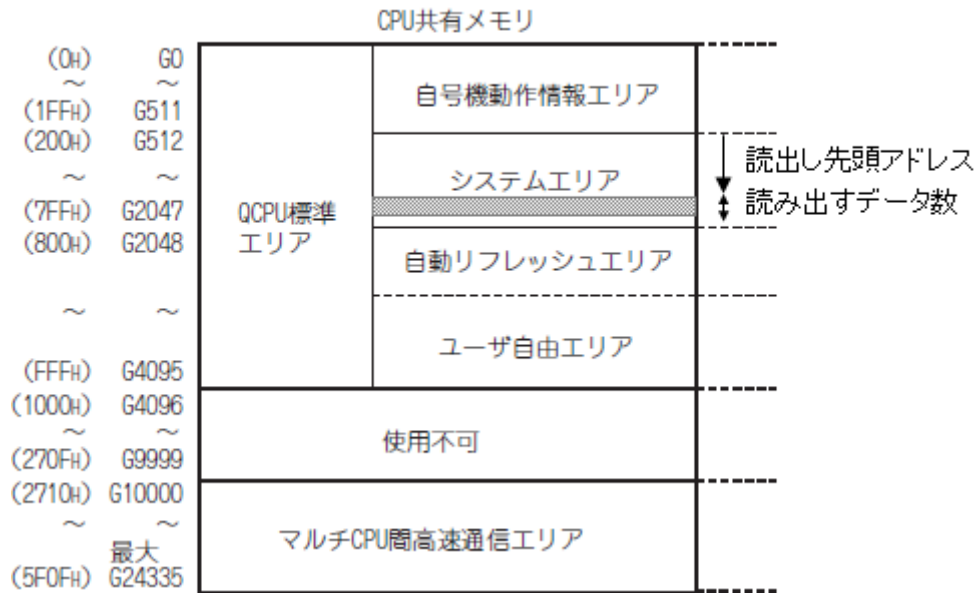 CPU共有メモリ
(0H) G0
～ ～
(1FFH) G511
(200H) G512
～ ～
(7FFH) G2047
(800H) G2048
～ ～
(FFFH) G4095
(1000H) G4096
～ ～
(270FH) G9999
(2710H) G10000
～ ～
最大
(5F0FH) G24335
QCPU標準
エリア
自号機動作情報エリア
システムエリア
自動リフレッシュエリア
ユーザ自由エリア
使用不可
マルチCPU間高速通信エリア
読出し先頭アドレス
読み出すデータ数